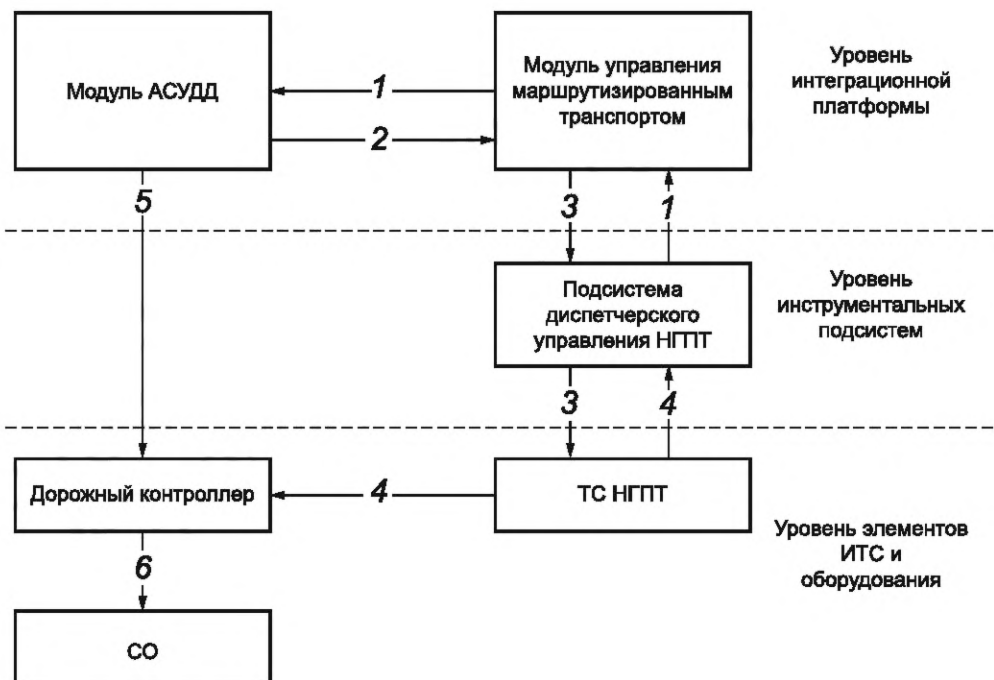 Модуль АСУДД
1
2
Модуль управления
маршрутизированным
транспортом
Уровень
интеграционной
платформы
5
3
1
Подсистема
диспетчерского
управления НГПТ
Уровень
инструментальных
подсистем
3
4
Дорожный контроллер
4
ТС НГПТ
Уровень элементов
ИТС и
оборудования
6
СО